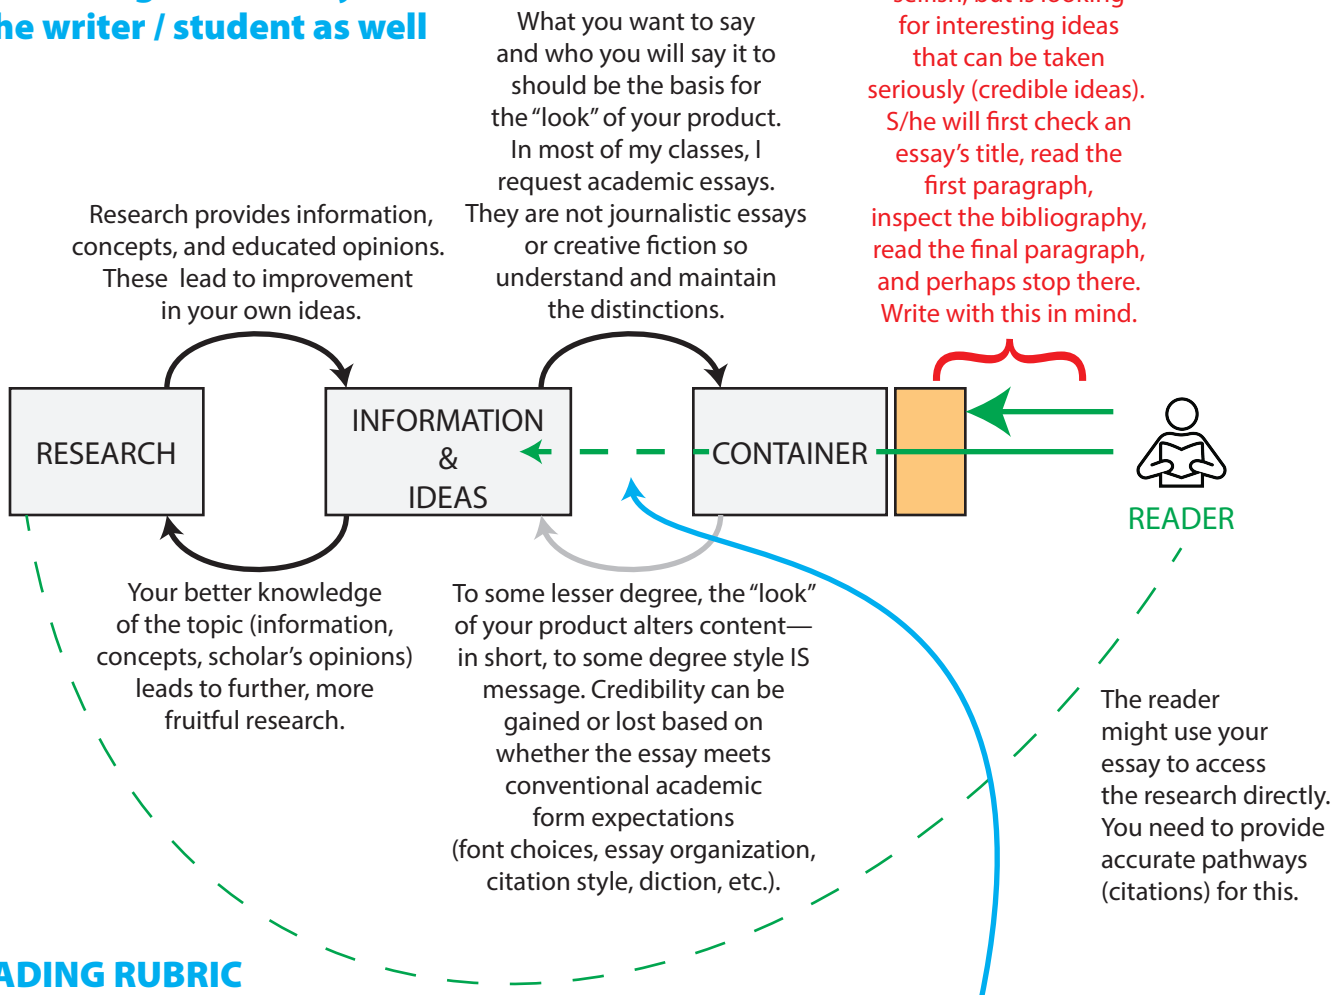 he writer / student as well
What you want to say
and who you will say it to
should be the basis for
the “look” of your product.
In most of my classes, I
request academic essays.
They are not journalistic essays
or creative fiction so
understand and maintain
the distinctions.
selfish, but is looking
for interesting ideas
that can be taken
seriously (credible ideas).
S/he will first check an
essay’s title, read the
first paragraph,
inspect the bibliography,
read the final paragraph,
and perhaps stop there.
Write with this in mind.
Research provides information,
concepts, and educated opinions.
These lead to improvement
in your own ideas.
RESEARCH
INFORMATION
&
IDEAS
CONTAINER
READER
Your better knowledge
of the topic (information,
concepts, scholar’s opinions)
leads to further, more
fruitful research.
To some lesser degree, the “look”
of your product alters content—
in short, to some degree style IS
message. Credibility can be
gained or lost based on
whether the essay meets
conventional academic
form expectations
(font choices, essay organization,
citation style, diction, etc.).
The reader
might use your
essay to access
the research directly.
You need to provide
accurate pathways
(citations) for this.
ADING RUBRIC